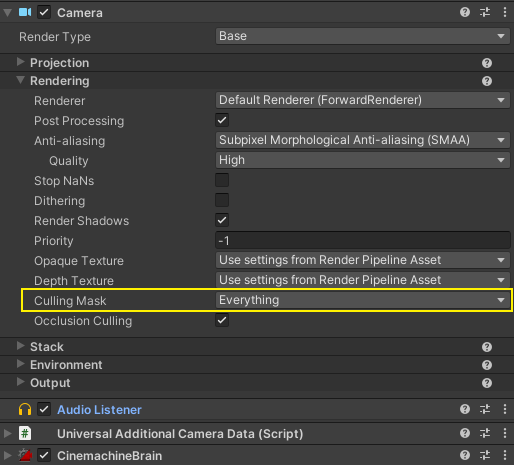 Camera
Render Type Base
Projection
Rendering
Renderer Default Renderer (ForwardRenderer)
Post Processing
Anti-aliasing Subpixel Morphological Anti-aliasing (SMAA)
Quality High
Stop NaNs
Dithering
Render Shadows
Priority -1
Opaque Texture Use settings from Render Pipeline Asset
Depth Texture Use settings from Render Pipeline Asset
Culling Mask Everything
Occlusion Culling
Stack
Environment
Output
Audio Listener
# Universal Additional Camera Data (Script)
CinemachineBrain